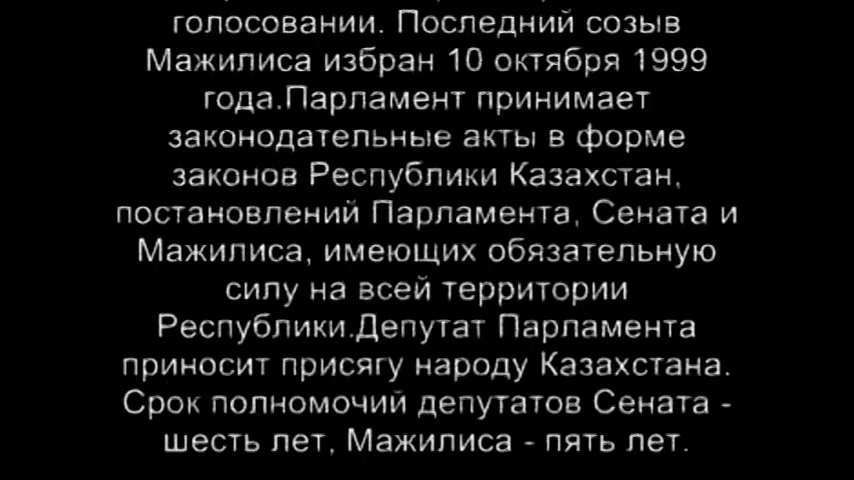 голосовании. Последний созыв
Мажилиса избран 10 октября 1999
года.Парламент принимает
законодательные акты в форме
законов Республики Казахстан,
постановлений Парламента, Сената и
Мажилиса, имеющих обязательную
силу на всей территории
Республики.Депутат Парламента
приносит присягу народу Казахстана.
Срок полномочий депутатов Сената -
шесть лет, Мажилиса - пять лет.